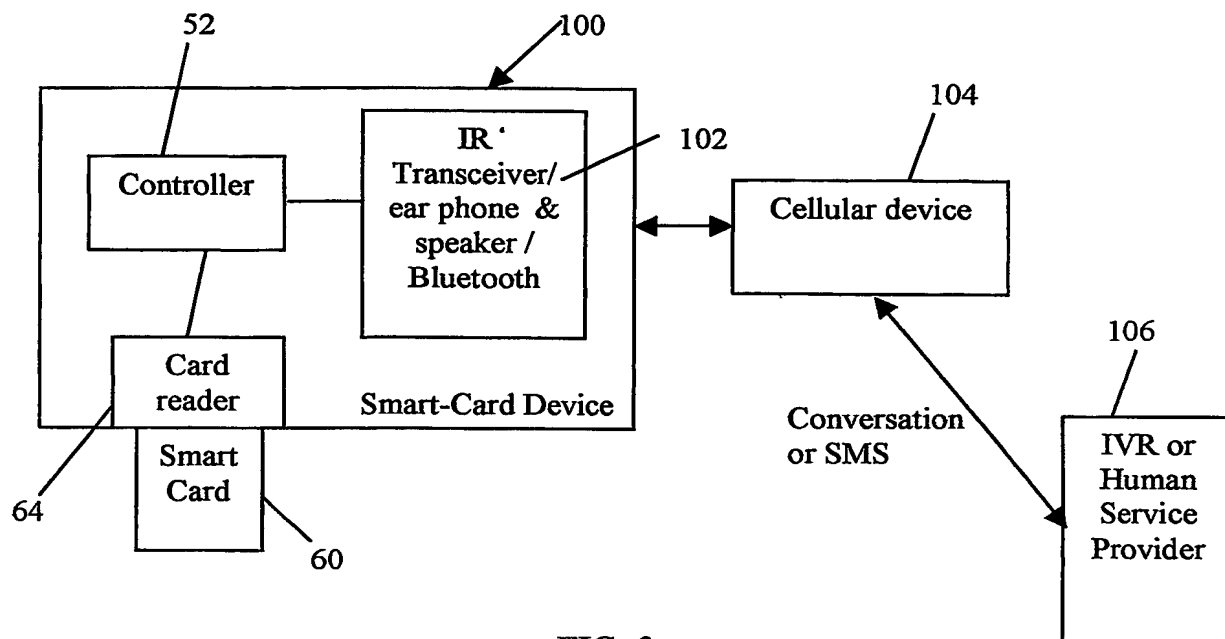 52
100
104
IR
Transceiver/
ear phone &
speaker /
Bluetooth
102
Controller
Cellular device
Card
reader
Smart-Card Device
106
Conversation
or SMS
Smart
Card
64
60
IVR or
Human
Service
Provider